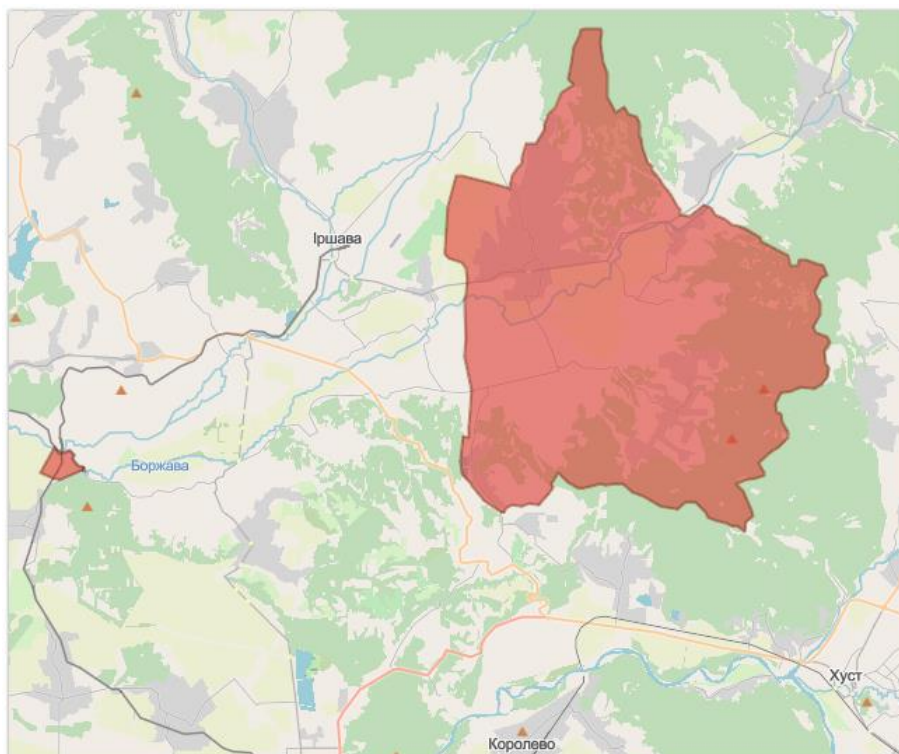 Іршава
Боржава
Хуст
Королево